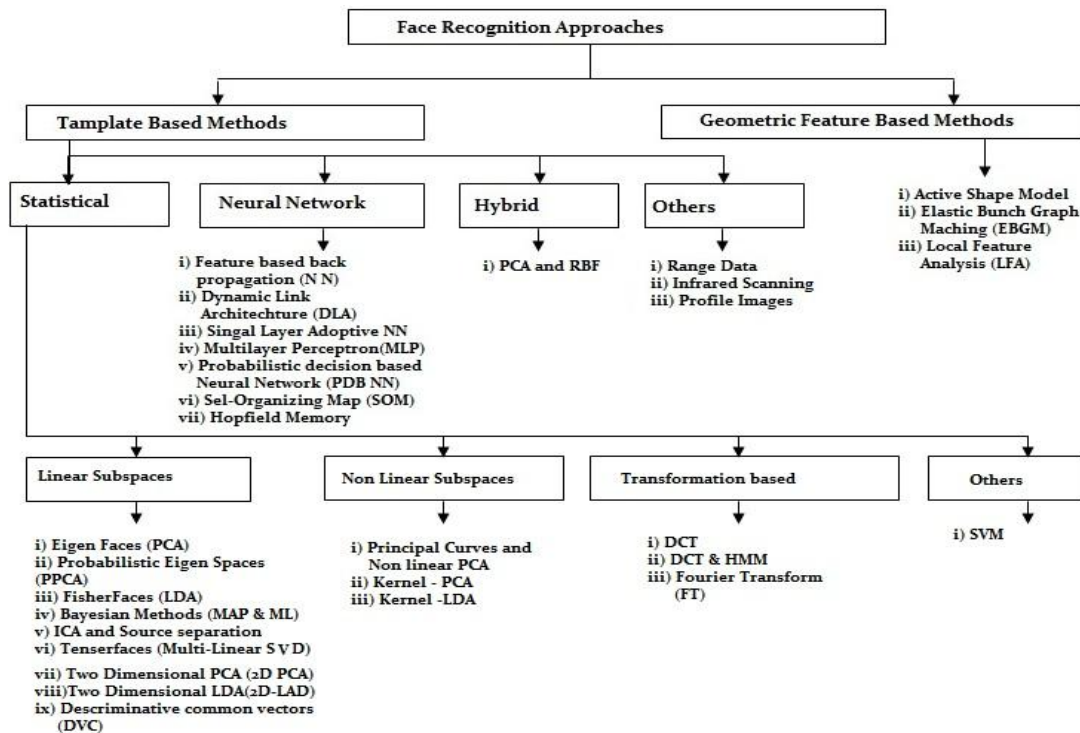 Face Recognition Approaches
Tamplate Based Methods
Geometric Feature Based Methods
Statistical
Neural Network
Hybrid
Others
i) Active Shape Model
ii) Elastic Bunch Graph
Maching (EBGM)
iii) Local Feature
Analysis (LFA)
i) Feature based back
propagation (N N)
ii) Dynamic Link
Architechture (DLA)
iii) Singal Layer Adoptive NN
iv) Multilayer Perceptron(MLP)
v) Probabilistic decision based
Neural Network (PDB NN)
vi) Sel-Organizing Map (SOM)
vii) Hopfield Memory
i) PCA and RBF
i) Range Data
ii) Infrared Scanning
iii) Profile Images
Linear Subspaces
Non Linear Subspaces
Transformation based
Others
i) Eigen Faces (PCA)
ii) Probabilistic Eigen Spaces
(PPCA)
iii) FisherFaces (LDA)
iv) Bayesian Methods (MAP & ML)
v) ICA and Source separation
vi) Tenserfaces (Multi-Linear SVD)
vii) Two Dimensional PCA (2D PCA)
viii)Two Dimensional LDA(2D-LAD)
ix) Descriminative common vectors
(DVC)
i) Principal Curves and
Non linear PCA
ii) Kernel - PCA
iii) Kernel -LDA
i) DCT
ii) DCT & HMM
iii) Fourier Transform
(FT)
i) SVM